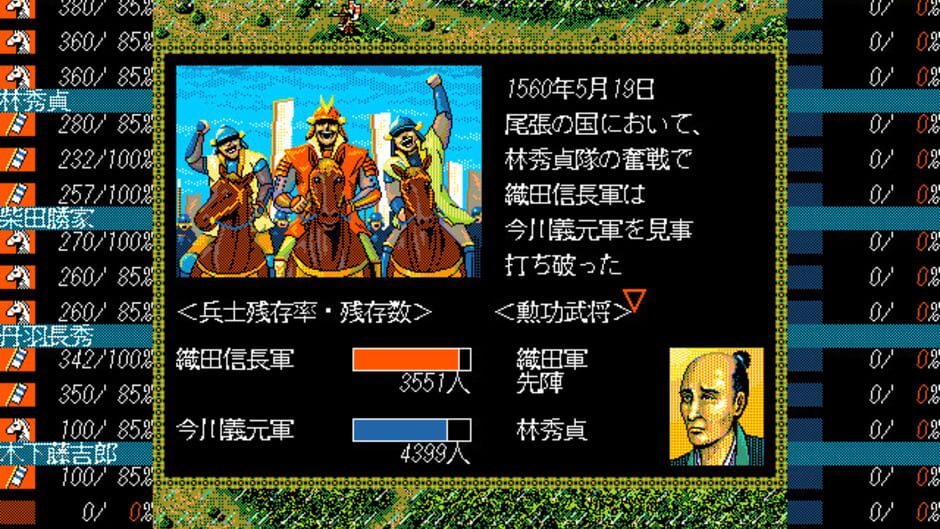 380/ 85%
360/ 85%
360/ 85%
林秀貞
280/ 85%
232/100%
257/100%
柴田勝家
270/100%
260/ 85%
260/ 85%
丹羽長秀
342/100%
350/ 85%
100/ 85%
木下藤吉郎
100/ 85%
0/ 0%
1560年5月19日
尾張の国において、
林秀貞隊の奮戦で
織田信長軍は
今川義元軍を見事
打ち破った
<兵士残存率・残存数>
織田信長軍
3551人
今川義元軍
4399人
<勲功武将>
織田軍
先陣
林秀貞
0/ 0%
0/ 0%
0/ 0%
0/ 0%
0/ 0%
0/ 0%
0/ 0%
0/ 0%
0/ 0%
0/ 0%
0/ 0%
0/ 0%
0/ 0%
0/ 0%